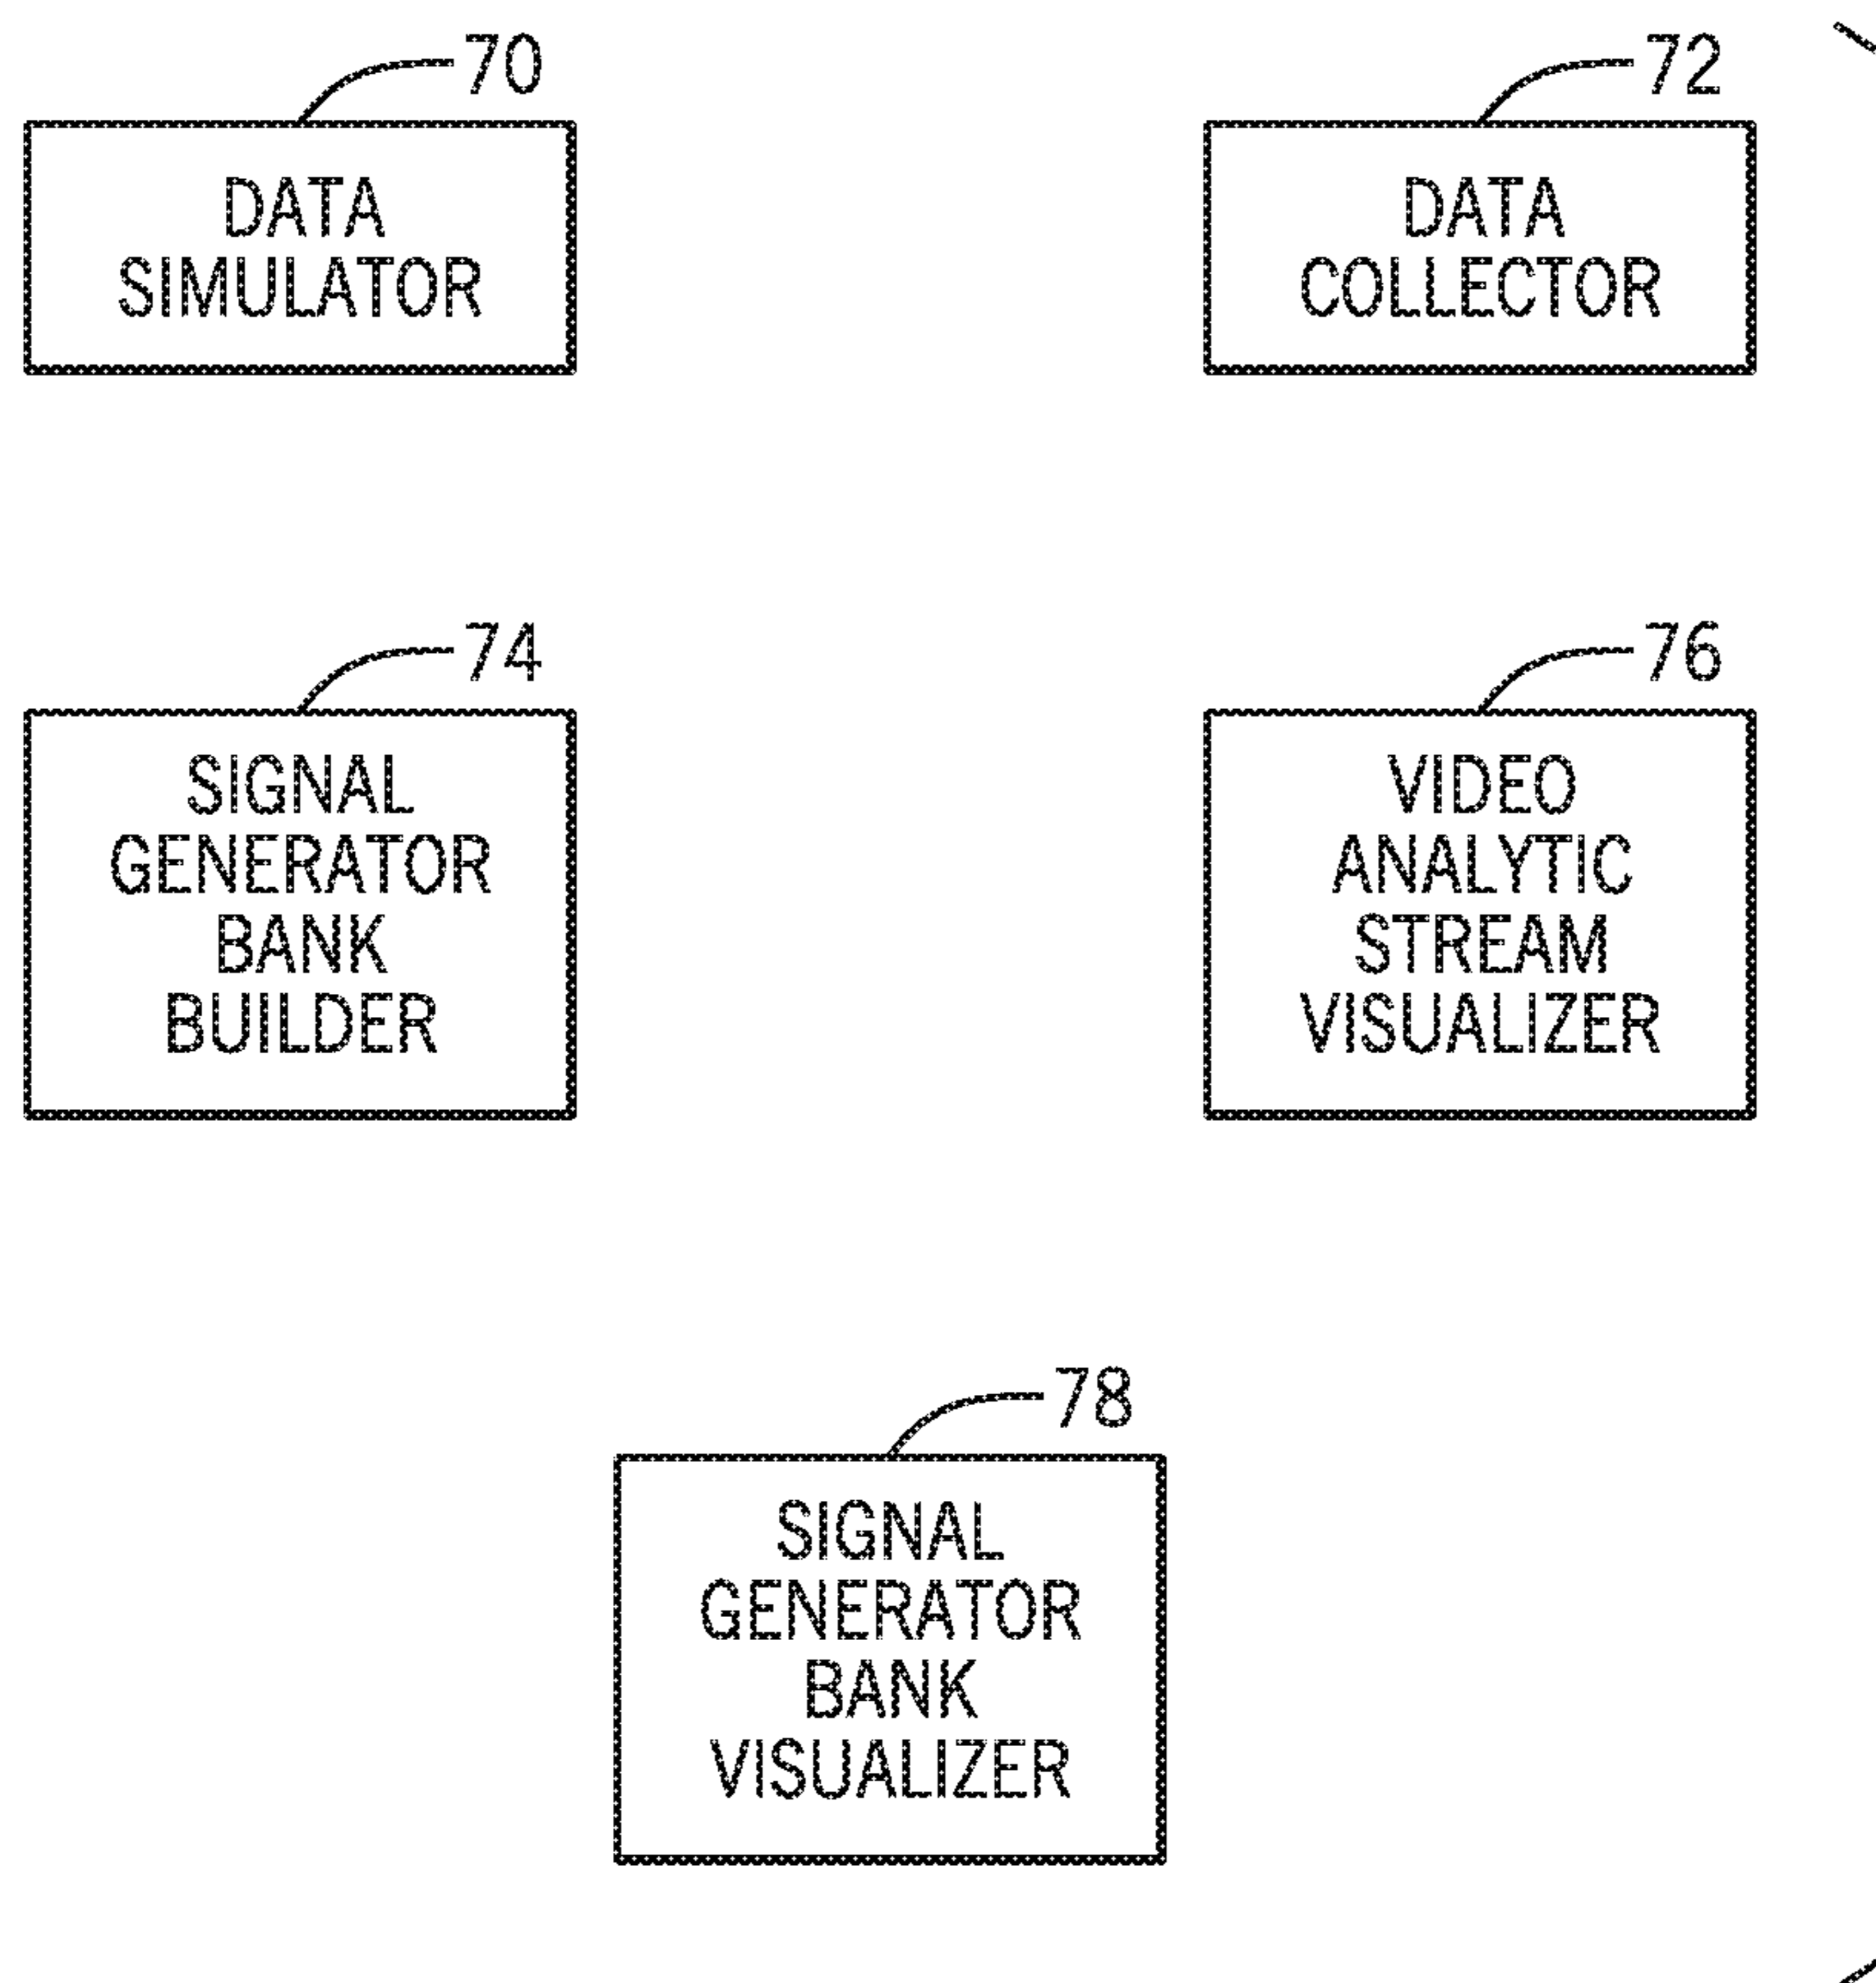 70
DATA
SIMULATOR
72
DATA
COLLECTOR
74
SIGNAL
GENERATOR
BANK
BUILDER
76
VIDEO
ANALYTIC
STREAM
VISUALIZER
78
SIGNAL
GENERATOR
BANK
VISUALIZER